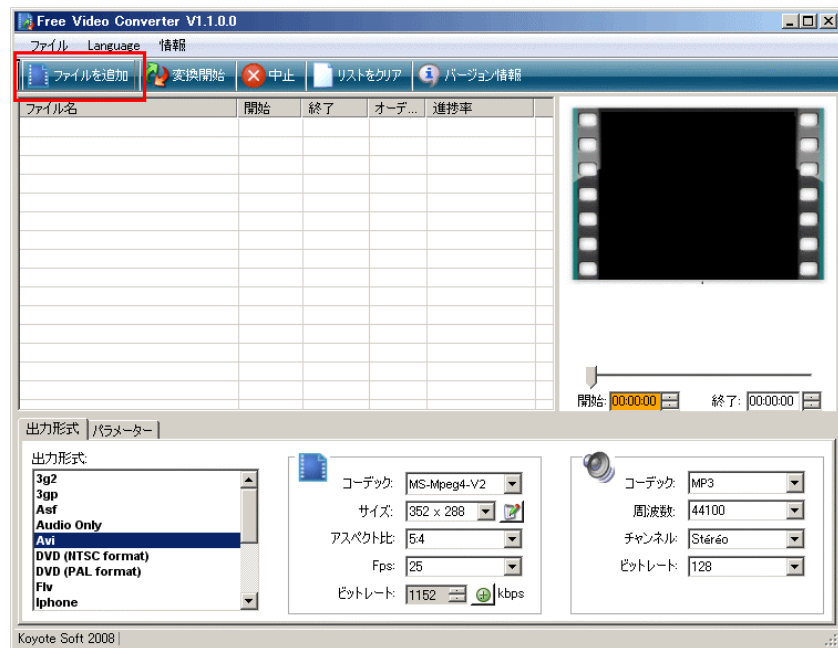 Free Video Converter V1.1.0.0
ファイル Language 情報
ファイルを追加 変換開始 中止 リストをクリア バージョン情報
ファイル名 開始 終了 オーデ... 進捗率
開始: 00:00:00 終了: 00:00:00
出力形式 パラメーター
出力形式:
3g2
3gp
Asf
Audio Only
Avi
DVD (NTSC format)
DVD (PAL format)
Flv
Iphone
コーデック: MS-Mpeg4-V2
サイズ: 352 x 288
アスペクト比: 5:4
Fps: 25
ビットレート: 1152 kbps
コーデック: MP3
周波数: 44100
チャンネル: Stéréo
ビットレート: 128
Koyote Soft 2008